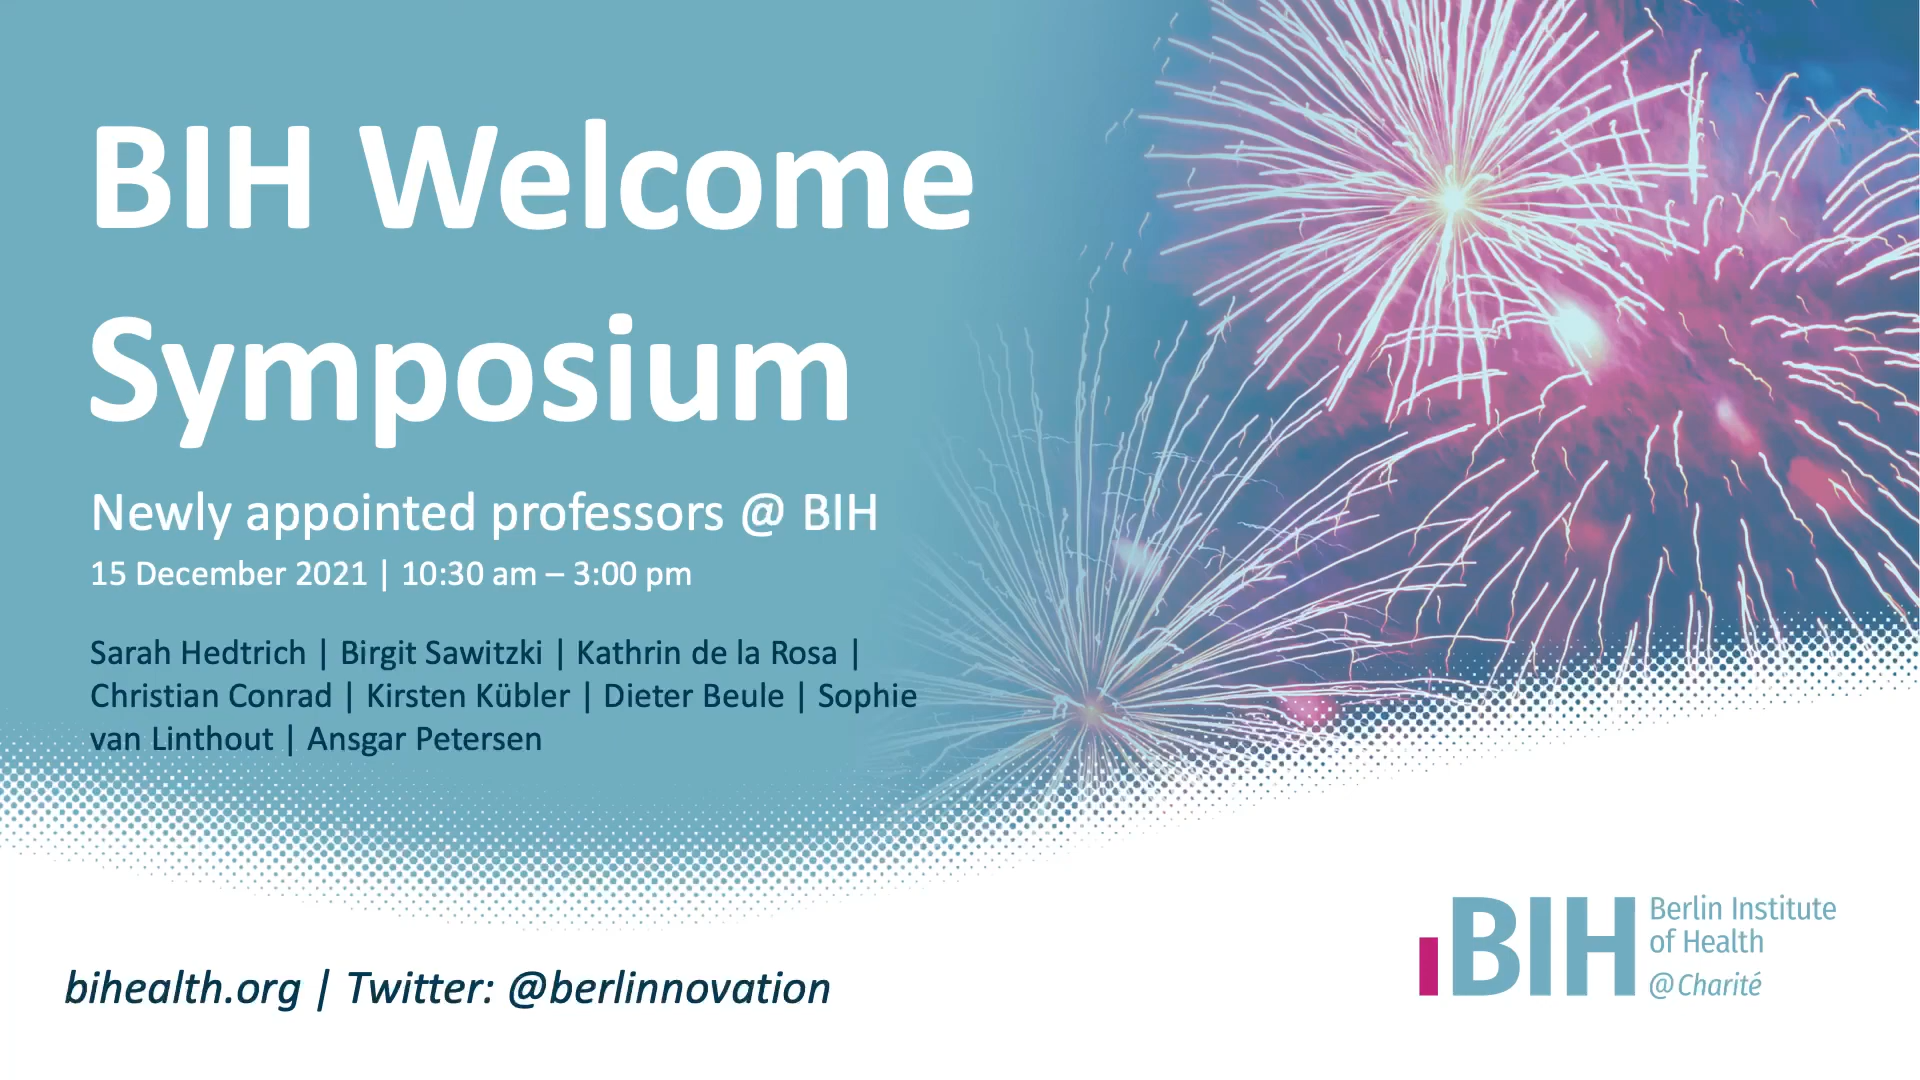 BIH Welcome
Symposium
Newly appointed professors @ BIH
15 December 2021 | 10:30 am – 3:00 pm
Sarah Hedtrich | Birgit Sawitzki | Kathrin de la Rosa |
Christian Conrad | Kirsten Kübler | Dieter Beule | Sophie
van Linthout | Ansgar Petersen
bihealth.org | Twitter: @berlinnovation
BIH
Berlin Institute
of Health
@Charité